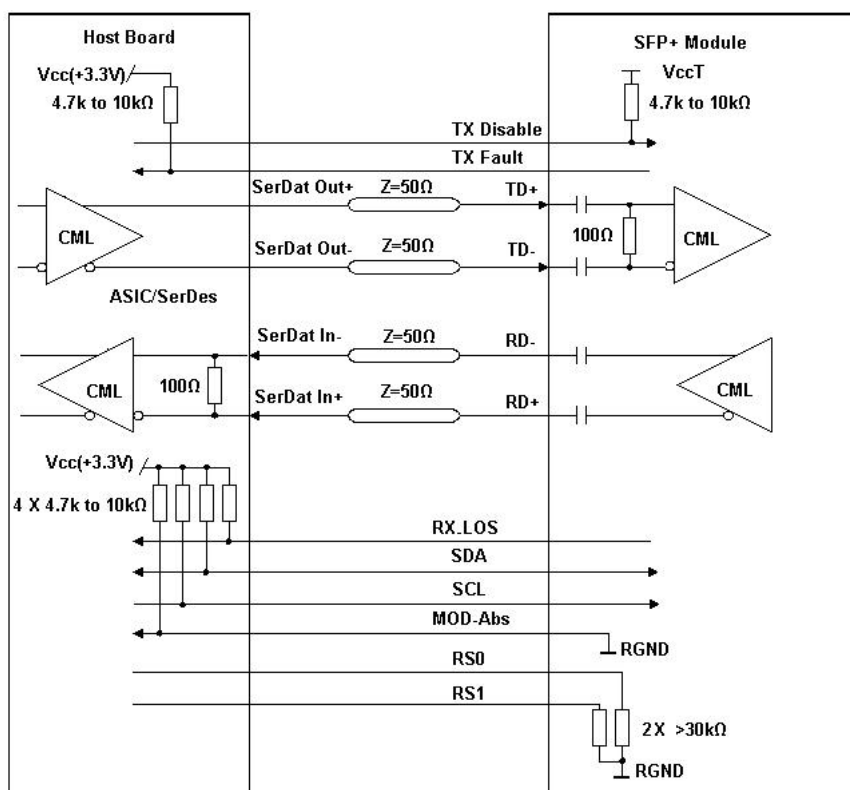 Host Board
SFP+ Module
Vcc(+3.3V)
4.7k to 10kΩ
VccT
4.7k to 10kΩ
TX Disable
TX Fault
SerDat Out+
Z=50Ω
TD+
CML
100Ω
CML
SerDat Out-
Z=50Ω
TD-
ASIC/SerDes
SerDat In-
Z=50Ω
RD-
CML
100Ω
CML
SerDat In+
Z=50Ω
RD+
Vcc(+3.3V)
4 X 4.7k to 10kΩ
RX_LOS
SDA
SCL
MOD-Abs
RGND
RS0
RS1
2X >30kΩ
RGND